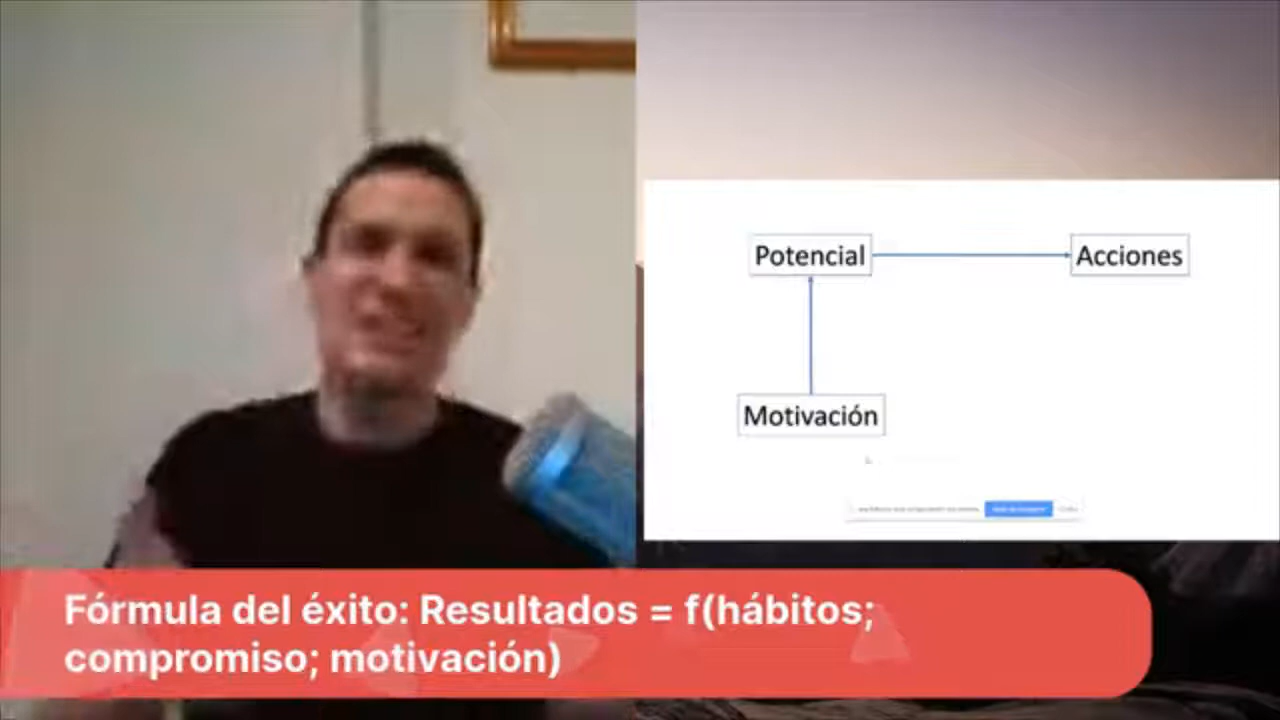 Potencial
Acciones
Motivación
Fórmula del éxito: Resultados = f(hábitos;
compromiso; motivación)